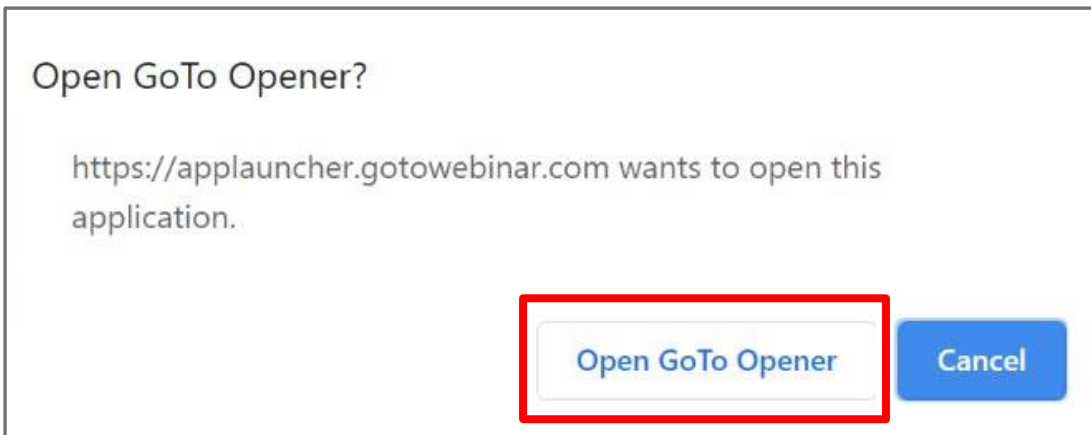 Open GoTo Opener?
https://applauncher.gotowebinar.com wants to open this
application.
Open GoTo Opener
Cancel